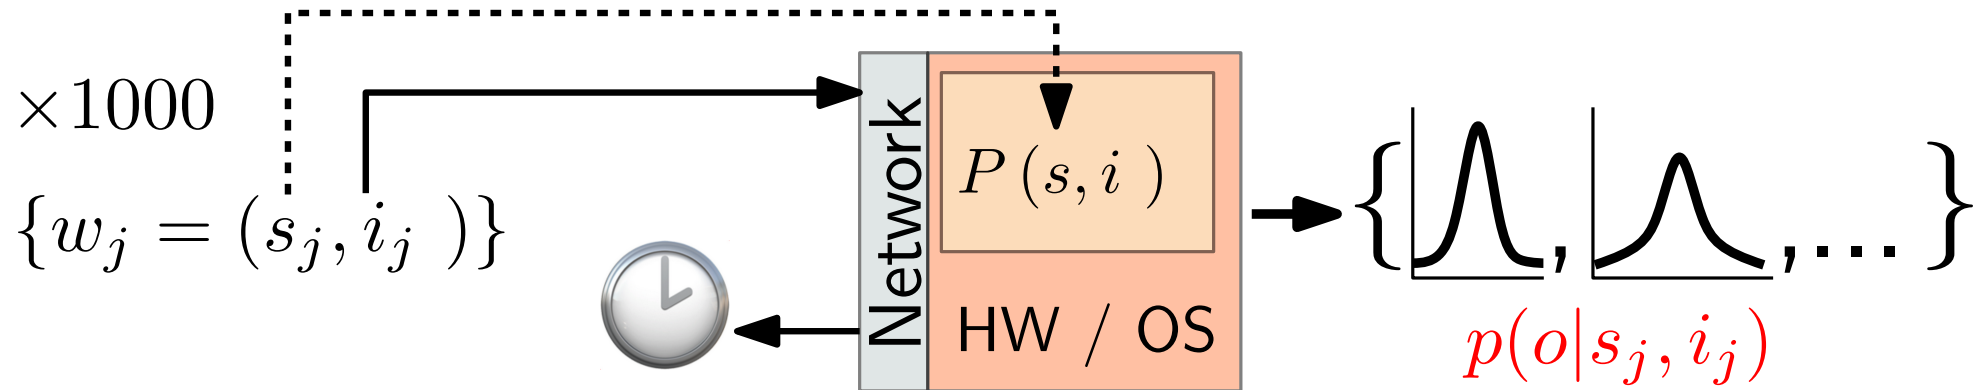 ×1000
{w_j = (s_j, i_j )}
Network
P (s, i )
HW / OS
{ , , ... }
p(o|s_j, i_j)